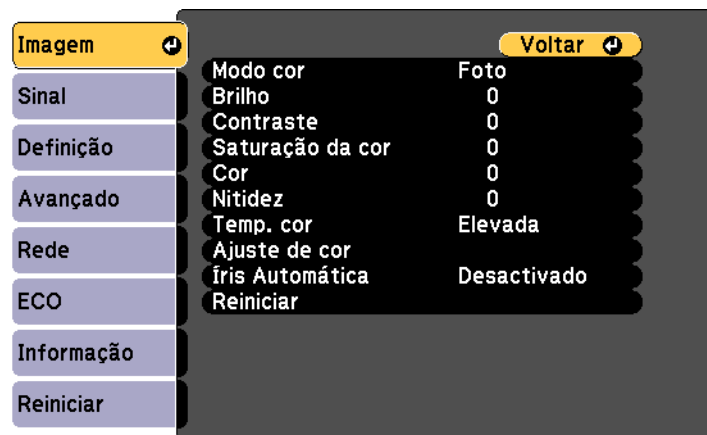 Imagem
Sinal
Definição
Avançado
Rede
ECO
Informação
Reiniciar
Voltar
Modo cor Foto
Brilho 0
Contraste 0
Saturação da cor 0
Cor 0
Nitidez 0
Temp. cor Elevada
Ajuste de cor
Íris Automática Desactivado
Reiniciar